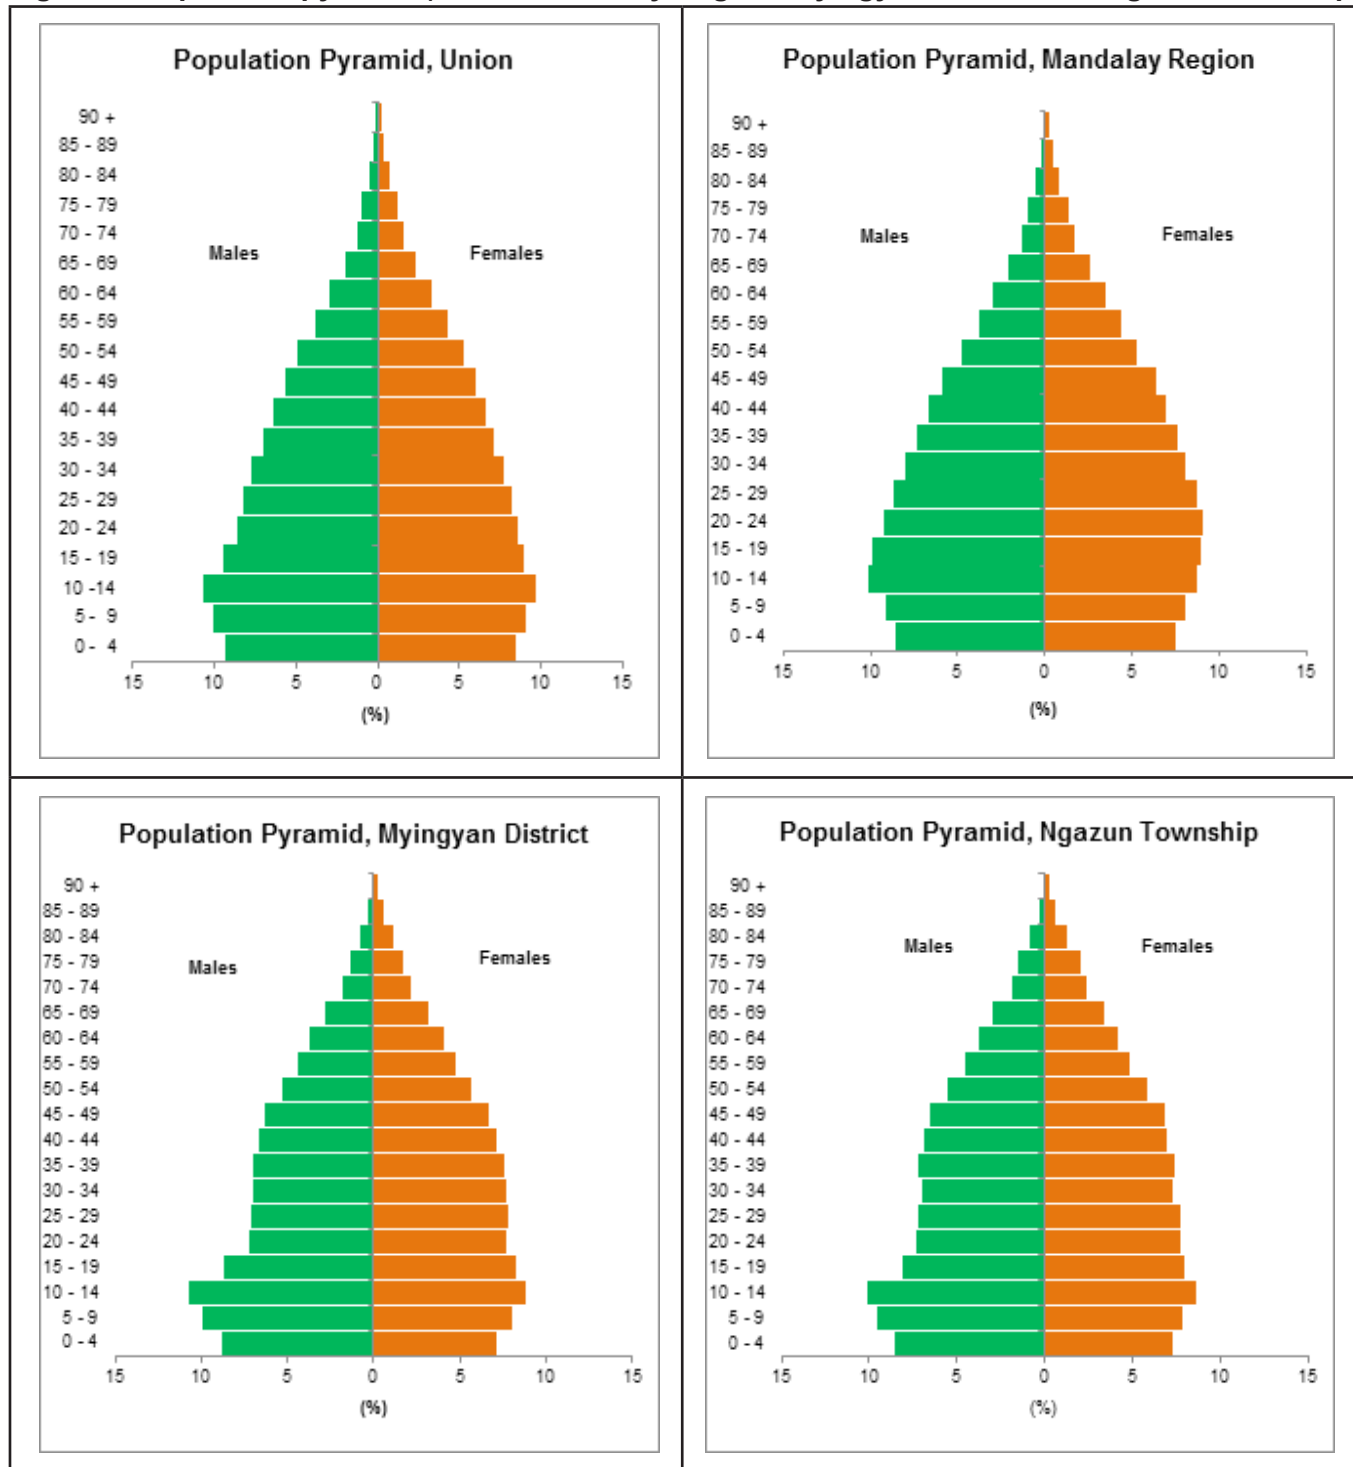 Population Pyramid, Union
90 +
85 - 89
80 - 84
75 - 79
70 - 74
65 - 69
60 - 64
55 - 59
50 - 54
45 - 49
40 - 44
35 - 39
30 - 34
25 - 29
20 - 24
15 - 19
10 -14
5 - 9
0 - 4
Males
Females
15 10 5 0 5 10 15
(%)
Population Pyramid, Mandalay Region
90 +
85 - 89
80 - 84
75 - 79
70 - 74
65 - 69
60 - 64
55 - 59
50 - 54
45 - 49
40 - 44
35 - 39
30 - 34
25 - 29
20 - 24
15 - 19
10 - 14
5 - 9
0 - 4
Males
Females
15 10 5 0 5 10 15
(%)
Population Pyramid, Myingyan District
90 +
85 - 89
80 - 84
75 - 79
70 - 74
65 - 69
60 - 64
55 - 59
50 - 54
45 - 49
40 - 44
35 - 39
30 - 34
25 - 29
20 - 24
15 - 19
10 - 14
5 - 9
0 - 4
Males
Females
15 10 5 0 5 10 15
(%)
Population Pyramid, Ngazun Township
90 +
85 - 89
80 - 84
75 - 79
70 - 74
65 - 69
60 - 64
55 - 59
50 - 54
45 - 49
40 - 44
35 - 39
30 - 34
25 - 29
20 - 24
15 - 19
10 - 14
5 - 9
0 - 4
Males
Females
15 10 5 0 5 10 15
(%)